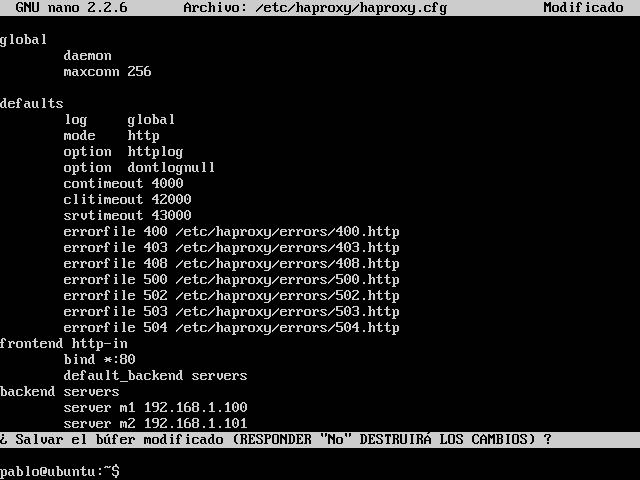 GNU nano 2.2.6 Archivo: /etc/haproxy/haproxy.cfg Modificado
global
daemon
maxconn 256
defaults
log global
mode http
option httplog
option dontlognull
contimeout 4000
clitimeout 42000
srvtimeout 43000
errorfile 400 /etc/haproxy/errors/400.http
errorfile 403 /etc/haproxy/errors/403.http
errorfile 408 /etc/haproxy/errors/408.http
errorfile 500 /etc/haproxy/errors/500.http
errorfile 502 /etc/haproxy/errors/502.http
errorfile 503 /etc/haproxy/errors/503.http
errorfile 504 /etc/haproxy/errors/504.http
frontend http-in
bind *:80
default_backend servers
backend servers
server m1 192.168.1.100
server m2 192.168.1.101
¿ Salvar el búfer modificado (RESPONDER "No" DESTRUIRÁ LOS CAMBIOS) ?
pablo@ubuntu:~$